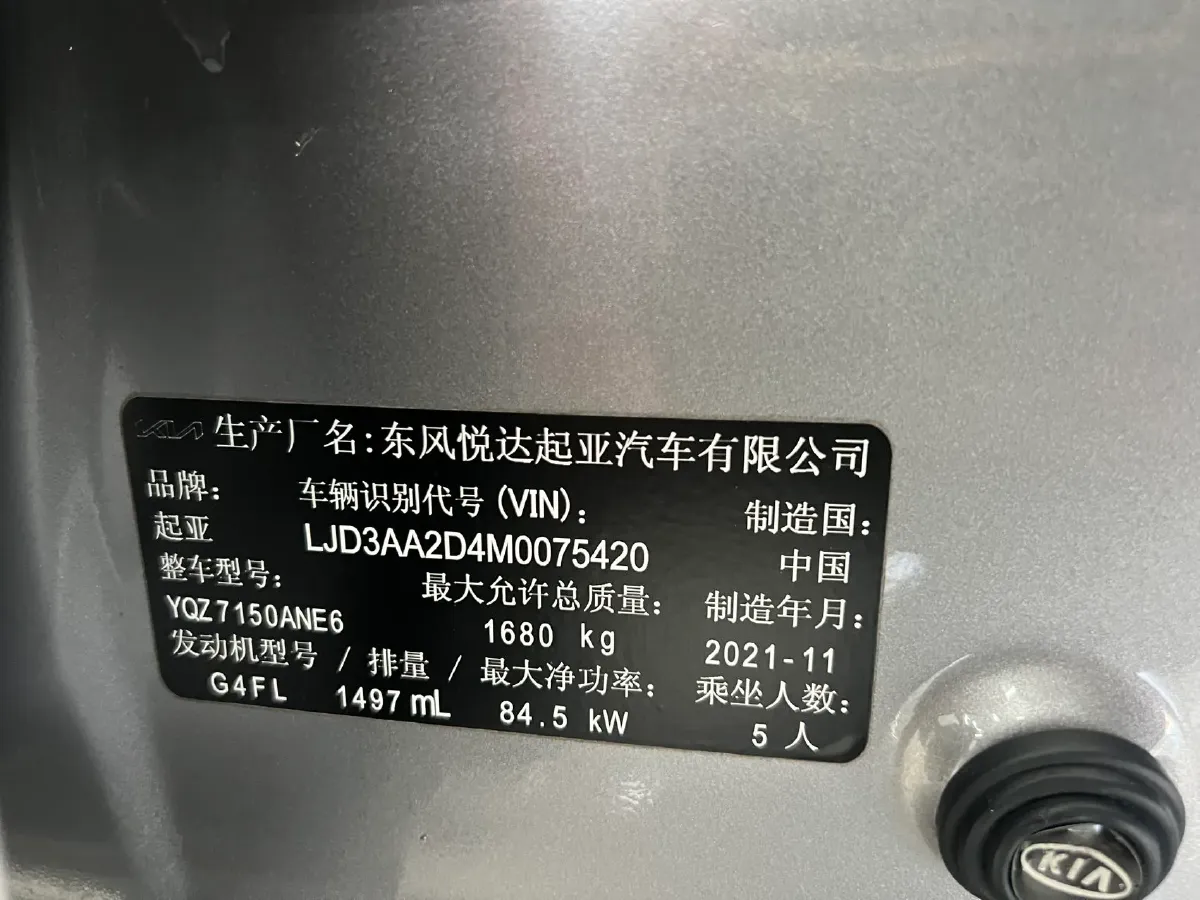 KIA 生产厂名:东风悦达起亚汽车有限公司
品牌: 车辆识别代号(VIN): 制造国:
起亚 LJD3AA2D4M0075420 中国
整车型号: 最大允许总质量: 制造年月:
YQZ7150ANE6 1680 kg 2021-11
发动机型号 / 排量 / 最大净功率: 乘坐人数:
G4FL 1497 mL 84.5 kW 5 人
KIA